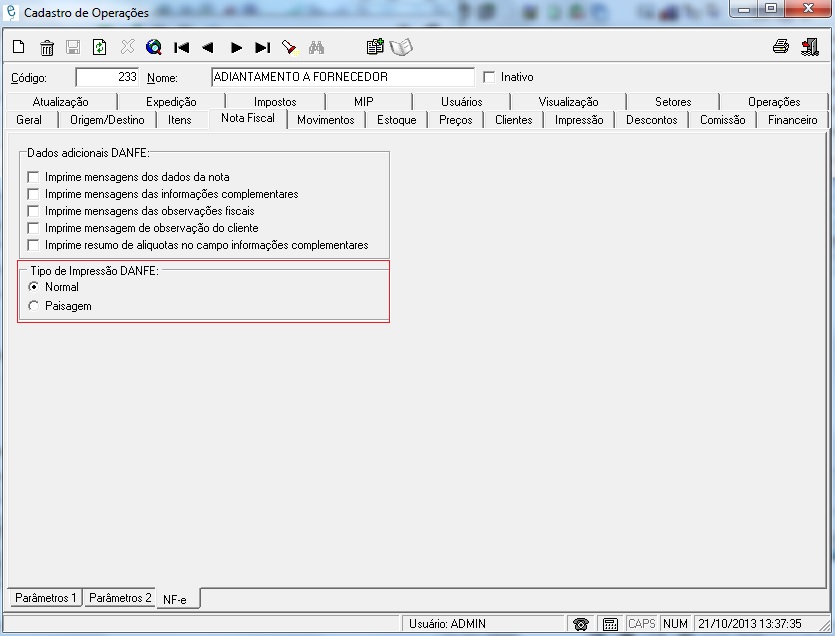 Cadastro de Operações
Código: 233 Nome: ADIANTAMENTO A FORNECEDOR Inativo
Atualização Expedição Impostos MIP Usuários Visualização Setores Operações
Geral Origem/Destino Itens Nota Fiscal Movimentos Estoque Preços Clientes Impressão Descontos Comissão Financeiro
Dados adicionais DANFE:
Imprime mensagens dos dados da nota
Imprime mensagens das informações complementares
Imprime mensagens das observações fiscais
Imprime mensagem de observação do cliente
Imprime resumo de aliquotas no campo informações complementares
Tipo de Impressão DANFE:
Normal
Paisagem
Parâmetros 1 Parâmetros 2 NF-e
Usuário: ADMIN CAPS NUM 21/10/2013 13:37:35